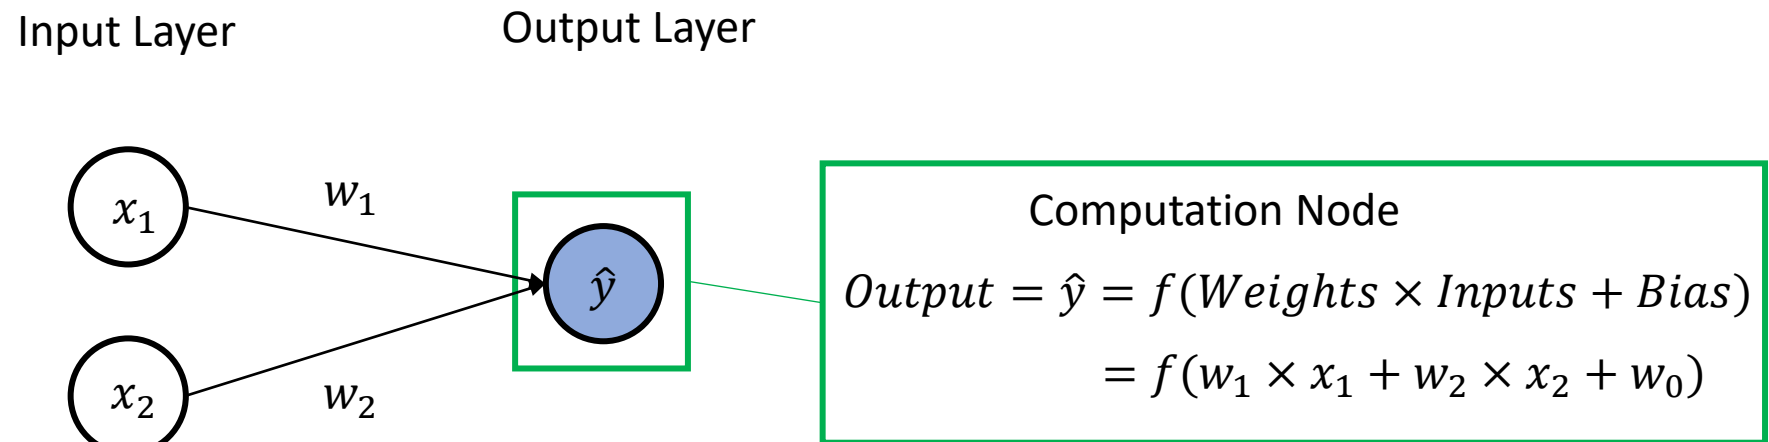 Input Layer
Output Layer
x₁
w₁
ŷ
x₂
w₂
Computation Node
Output = ŷ = f(Weights × Inputs + Bias)
= f(w₁ × x₁ + w₂ × x₂ + w₀)